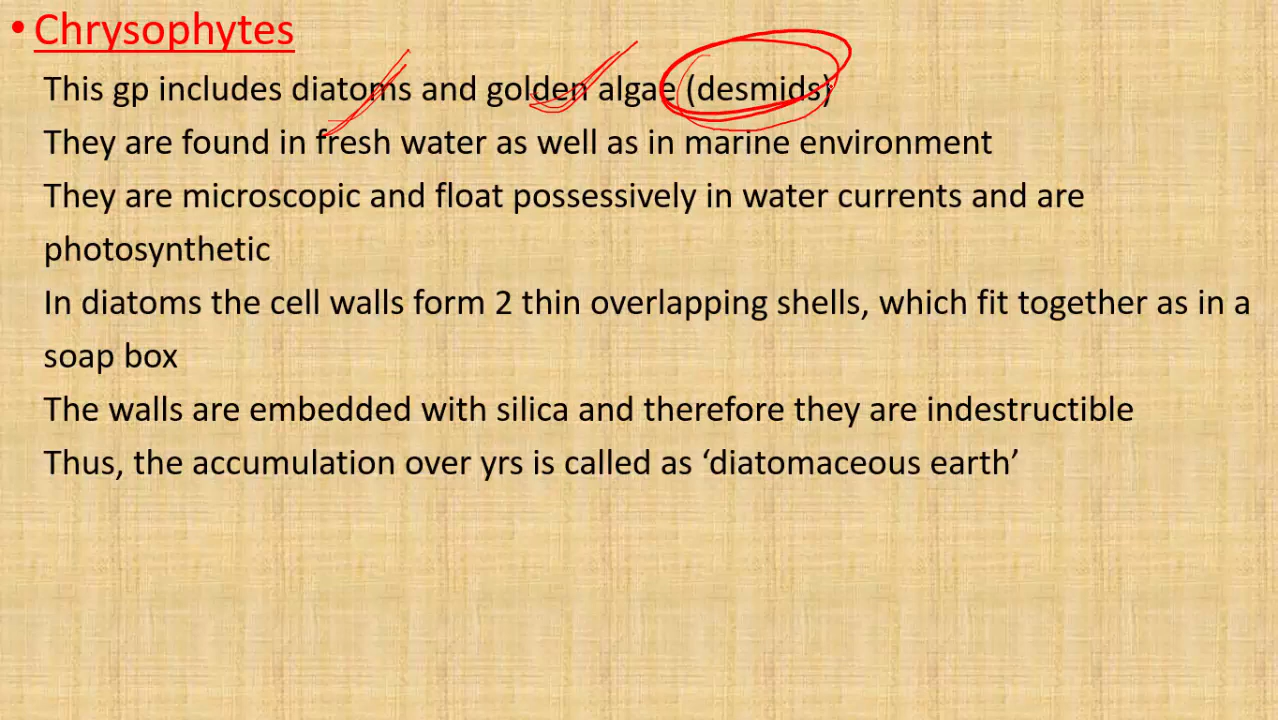 • Chrysophytes
This gp includes diatoms and golden algae (desmids)
They are found in fresh water as well as in marine environment
They are microscopic and float possessively in water currents and are
photosynthetic
In diatoms the cell walls form 2 thin overlapping shells, which fit together as in a
soap box
The walls are embedded with silica and therefore they are indestructible
Thus, the accumulation over yrs is called as ‘diatomaceous earth’